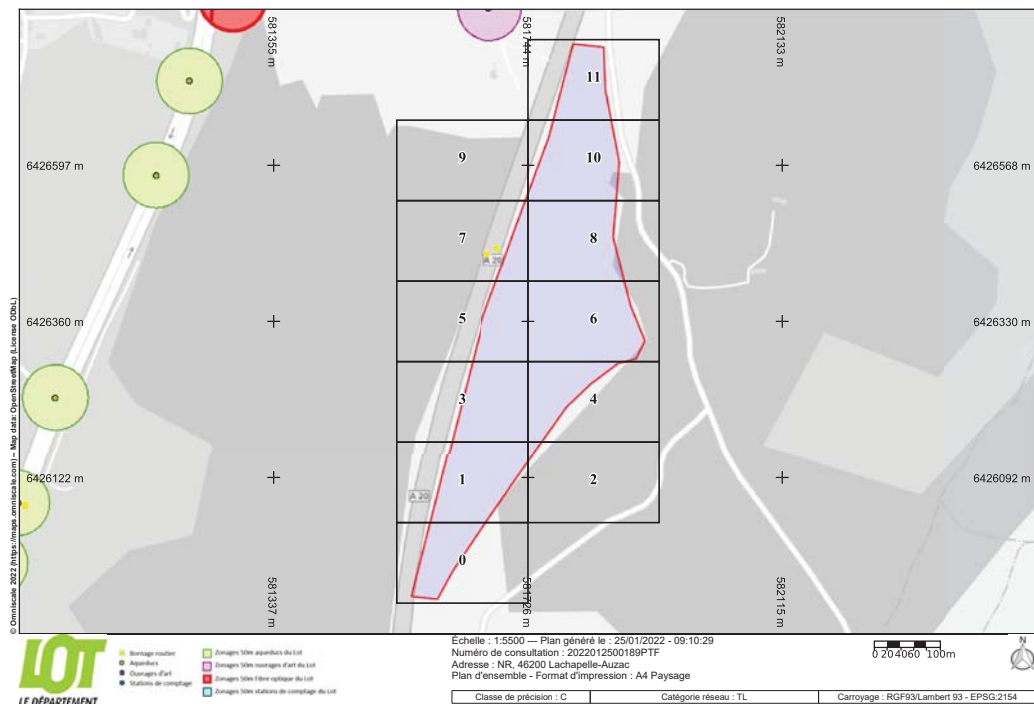 581355 m
581744 m
582133 m
11
9
10
6426597 m
6426568 m
7
8
A 20
5
6
6426360 m
6426330 m
3
4
1
2
6426122 m
6426092 m
A 20
0
581337 m
581726 m
582115 m
© Omniscale 2022 (https://maps.omniscale.com) – Map data: OpenStreetMap (License ODbL)
LOT
LE DÉPARTEMENT
Bornage routier
Aqueducs
Ouvrages d'art
Stations de comptage
Zonages 50m aqueducs du Lot
Zonages 50m ouvrages d'art du Lot
Zonages 50m Fibre optique du Lot
Zonages 50m stations de comptage du Lot
Échelle : 1:5500 --- Plan généré le : 25/01/2022 - 09:10:29
Numéro de consultation : 2022012500189PTF
Adresse : NR, 46200 Lachapelle-Auzac
Plan d'ensemble - Format d'impression : A4 Paysage
0 20 40 60 100m
N
Classe de précision : C
Catégorie réseau : TL
Carroyage : RGF93/Lambert 93 - EPSG:2154